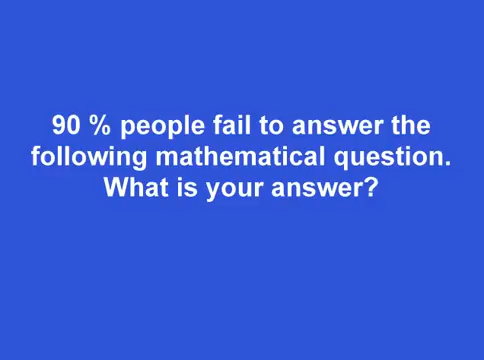 90 % people fail to answer the
following mathematical question.
What is your answer?